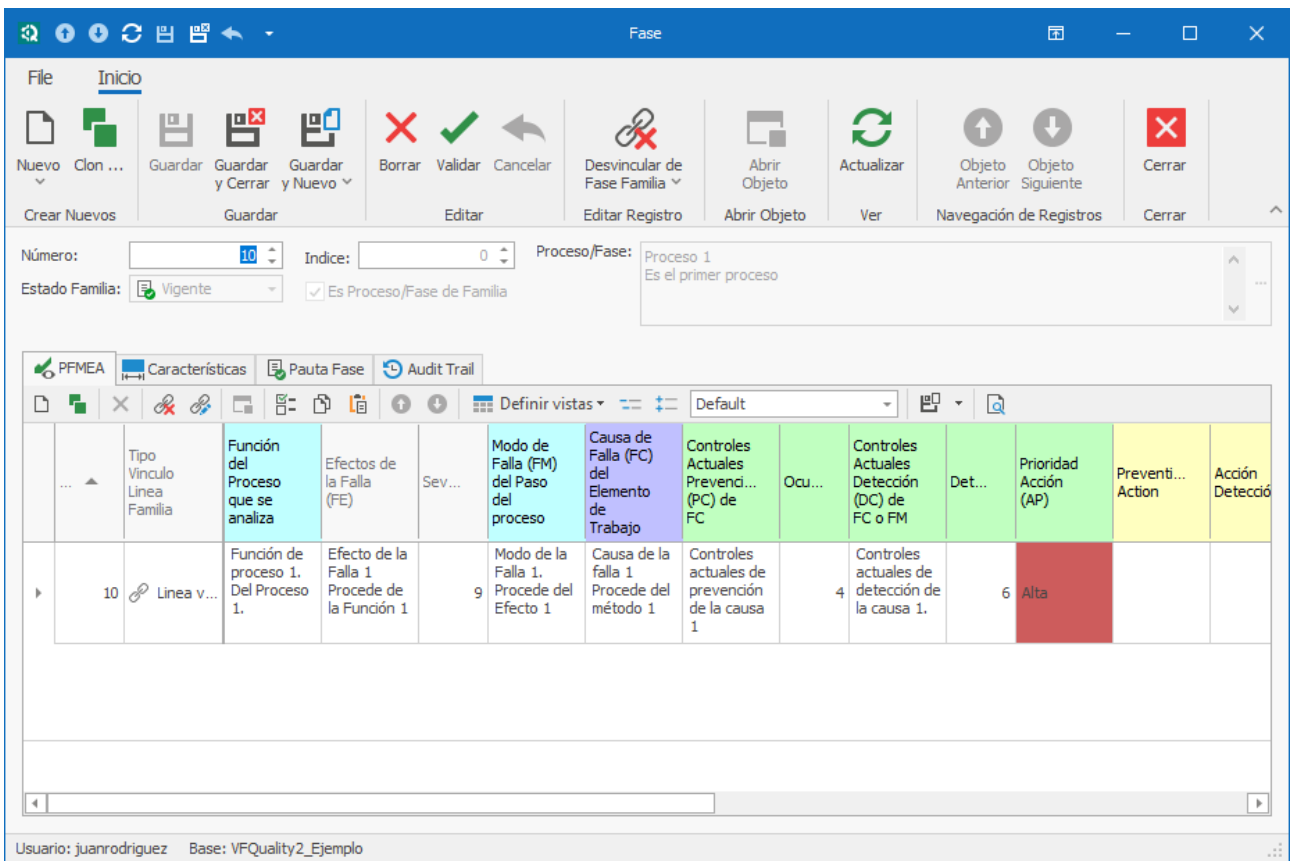 Fase
File Inicio
Nuevo Clon ... Guardar Guardar y Cerrar Guardar y Nuevo Borrar Validar Cancelar Desvincular de Fase Familia Abrir Objeto Actualizar Objeto Anterior Objeto Siguiente Cerrar
Crear Nuevos Guardar Editar Editar Registro Abrir Objeto Ver Navegación de Registros Cerrar
Número: 10 Indice: 0 Proceso/Fase: Proceso 1
Es el primer proceso
Estado Familia: Vigente Es Proceso/Fase de Familia
...
PFMEA Características Pauta Fase Audit Trail
Definir vistas Default
...
Tipo
Vinculo
Linea
Familia
Función
del
Proceso
que se
analiza
Efectos de
la Falla
(FE)
Sev...
Modo de
Falla (FM)
del Paso
del
proceso
Causa de
Falla (FC)
del
Elemento
de
Trabajo
Controles
Actuales
Prevenci...
(PC) de
FC
Ocu...
Controles
Actuales
Detección
(DC) de
FC o FM
Det...
Prioridad
Acción
(AP)
Preventi...
Action
Acción
Detecció
10
Linea v...
Función de
proceso 1.
Del Proceso
1.
Efecto de la
Falla 1
Procede de
la Función 1
9
Modo de la
Falla 1.
Procede del
Efecto 1
Causa de la
falla 1
Procede del
método 1
Controles
actuales de
prevención
de la causa
1
4
Controles
actuales de
detección de
la causa 1.
6
Alta
Usuario: juanrodriguez Base: VFQuality2_Ejemplo